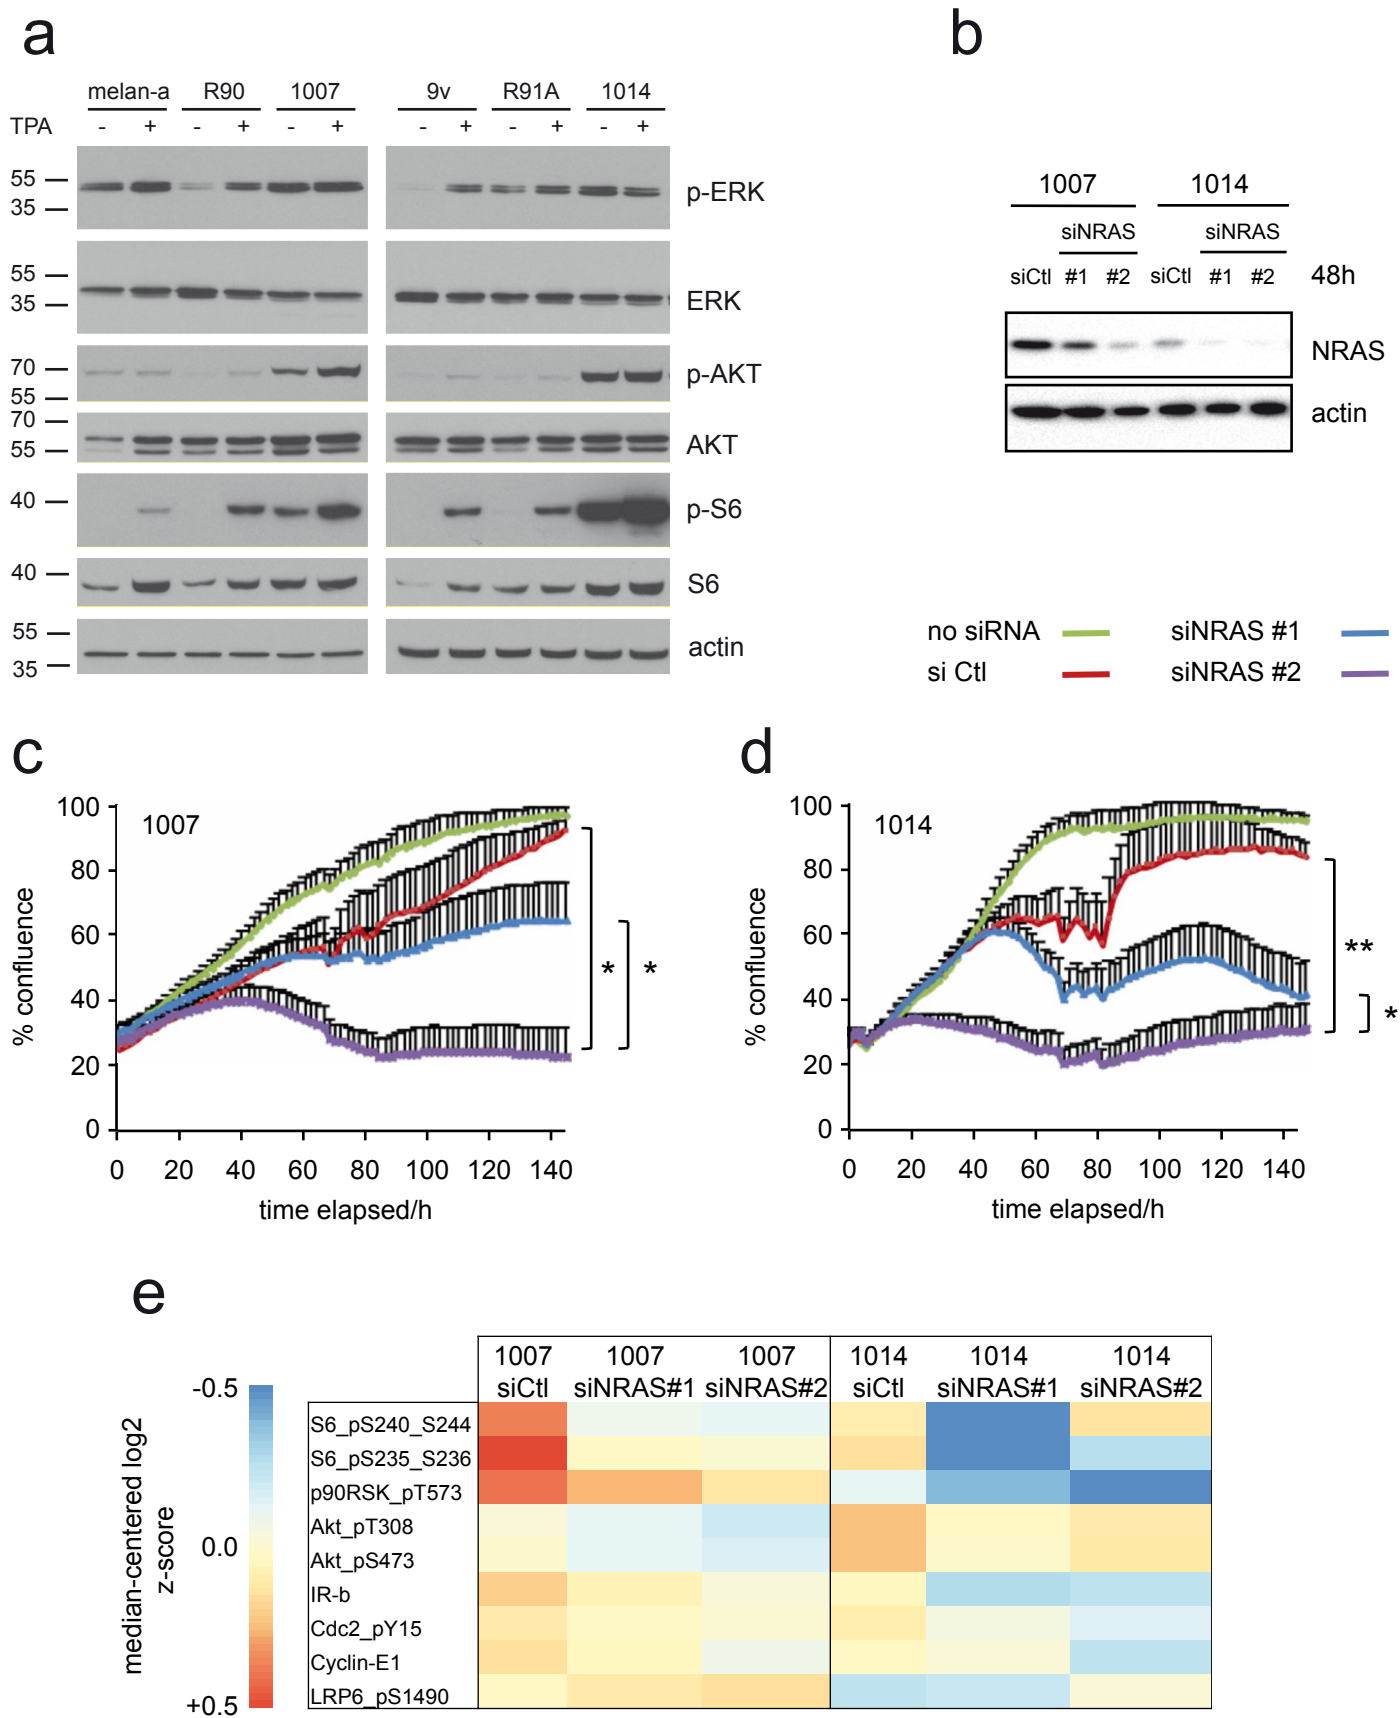 a
melan-a R90 1007 9v R91A 1014
TPA - + - + - + - + - + - +
55
35
p-ERK
55
35
ERK
70
55
p-AKT
70
55
AKT
40
p-S6
40
S6
55
35
actin
b
1007 1014
siNRAS siNRAS
siCtl #1 #2 siCtl #1 #2 48h
NRAS
actin
no siRNA siNRAS #1
si Ctl siNRAS #2
c
1007
% confluence
100
80
60
40
20
0
0 20 40 60 80 100 120 140
time elapsed/h
* *
d
1014
% confluence
100
80
60
40
20
0
0 20 40 60 80 100 120 140
time elapsed/h
**
*
e
median-centered log2
z-score
-0.5
0.0
+0.5
1007 1007 1007 1014 1014 1014
siCtl siNRAS#1 siNRAS#2 siCtl siNRAS#1 siNRAS#2
S6_pS240_S244
S6_pS235_S236
p90RSK_pT573
Akt_pT308
Akt_pS473
IR-b
Cdc2_pY15
Cyclin-E1
LRP6_pS1490